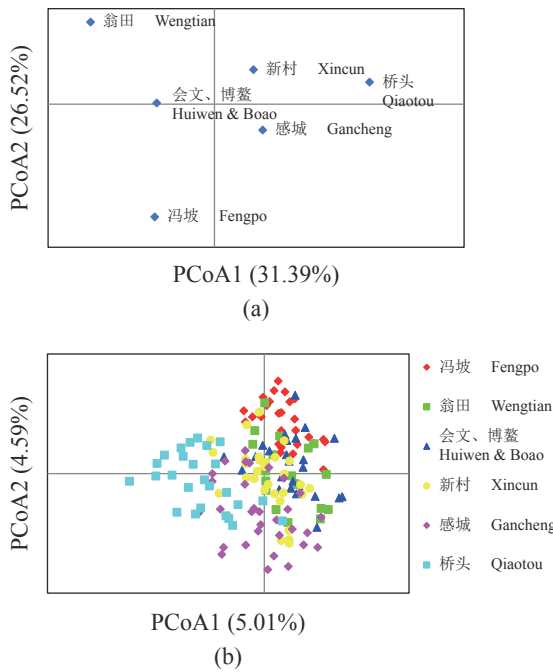 翁田 Wengtian
新村 Xincun
桥头
Qiaotou
会文、博鳌
Huiwen & Boao
感城 Gancheng
冯坡 Fengpo
PCoA2 (26.52%)
PCoA1 (31.39%)
(a)
冯坡 Fengpo
翁田 Wengtian
会文、博鳌
Huiwen & Boao
新村 Xincun
感城 Gancheng
桥头 Qiaotou
PCoA2 (4.59%)
PCoA1 (5.01%)
(b)